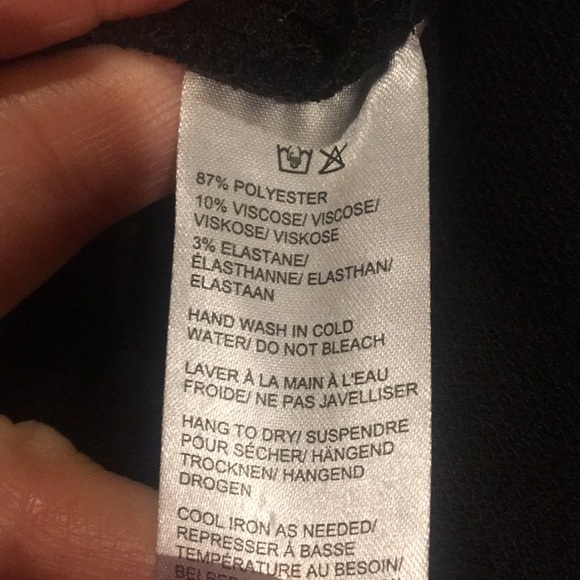 87% POLYESTER
10% VISCOSE/ VISCOSE/
VISKOSE/ VISKOSE
3% ELASTANE/
ÉLASTHANNE/ ELASTHAN/
ELASTAAN
HAND WASH IN COLD
WATER/ DO NOT BLEACH
LAVER À LA MAIN À L'EAU
FROIDE/ NE PAS JAVELLISER
HANG TO DRY/ SUSPENDRE
POUR SÉCHER/ HÄNGEND
TROCKNEN/ HANGEND
DROGEN
COOL IRON AS NEEDED/
REPRESSER À BASSE
TEMPÉRATURE AU BESOIN/